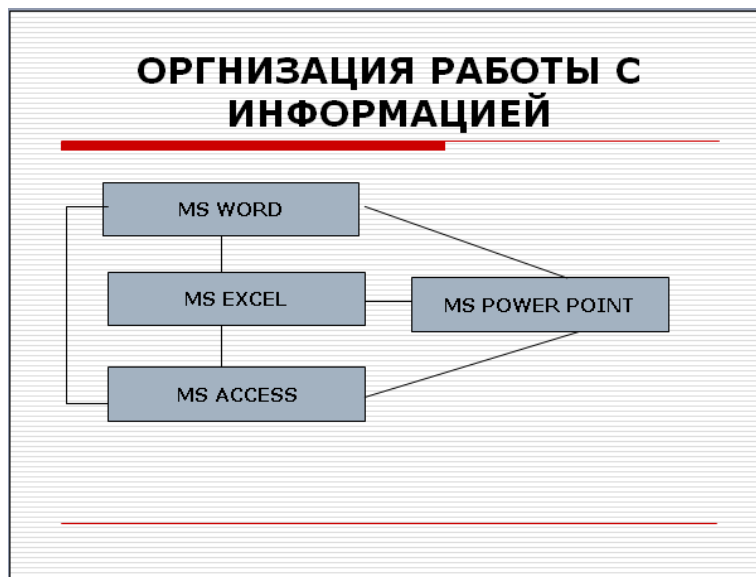 ОРГНИЗАЦИЯ РАБОТЫ С
ИНФОРМАЦИЕЙ
MS WORD
MS EXCEL
MS POWER POINT
MS ACCESS